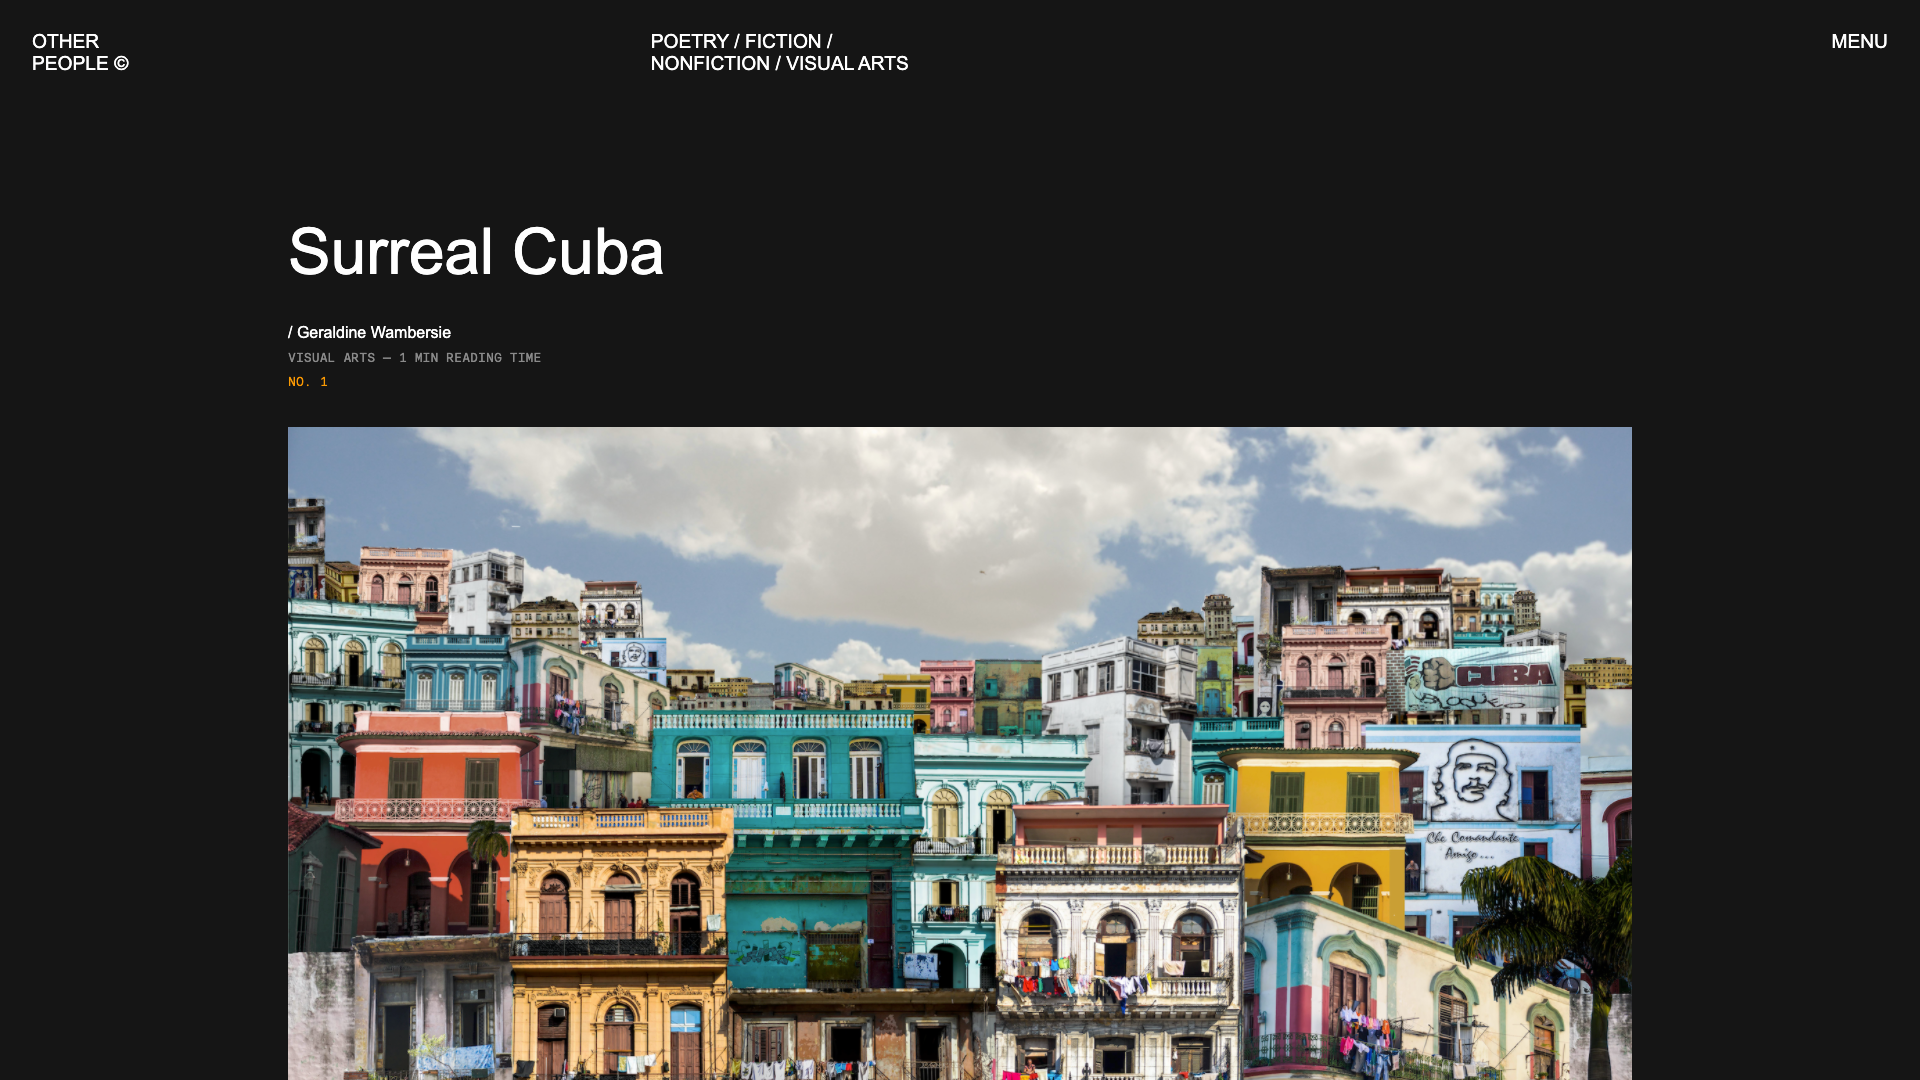 OTHER
PEOPLE ©
POETRY / FICTION /
NONFICTION / VISUAL ARTS
MENU
Surreal Cuba
/ Geraldine Wambersie
VISUAL ARTS — 1 MIN READING TIME
NO. 1
CUBA
Che Comandante
Amigo...